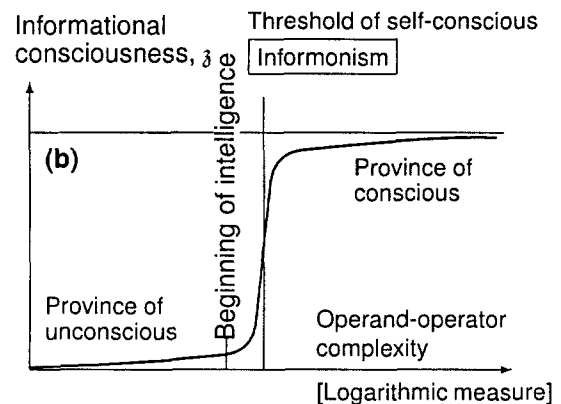 Informational
consciousness, ʒ
Threshold of self-conscious
Informonism
Beginning of intelligence
(b)
Province of
conscious
Province of
unconscious
Operand-operator
complexity
[Logarithmic measure]